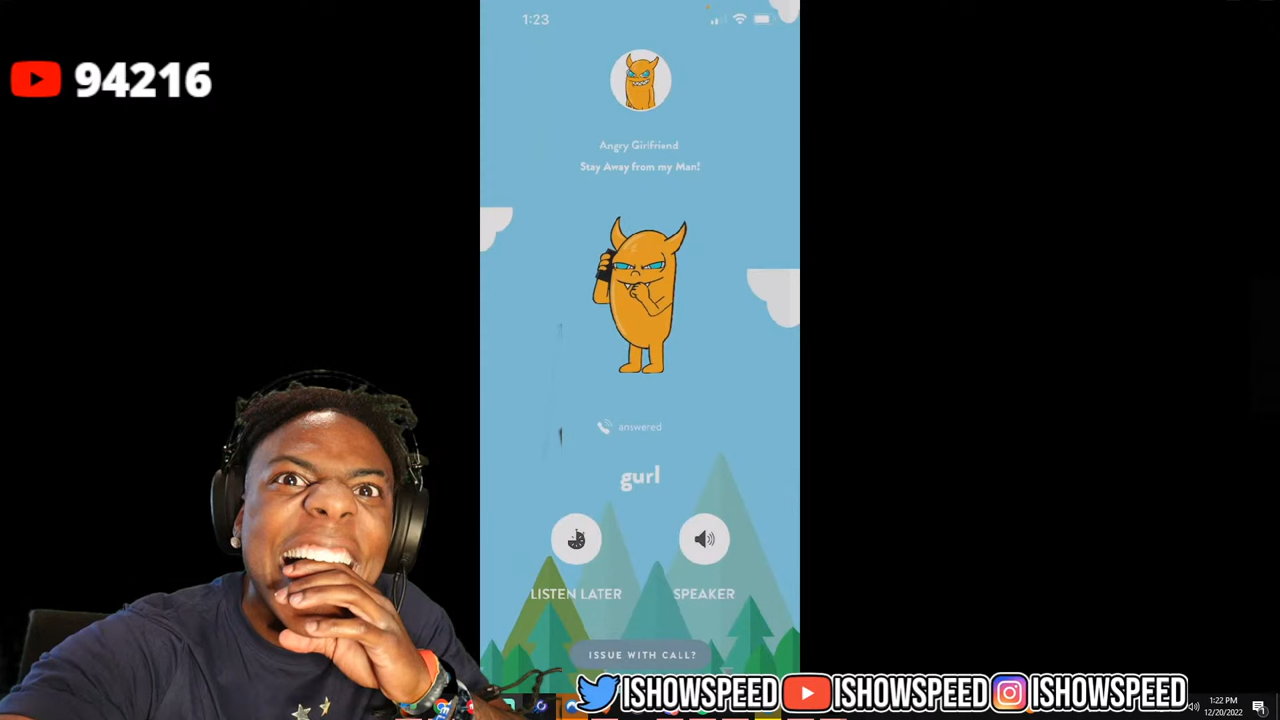 1:23
94216
Angry Girlfriend
Stay Away from my Man!
answered
gurl
LISTEN LATER
SPEAKER
ISSUE WITH CALL?
ISHOWSPEED ISHOWSPEED ISHOWSPEED
1:22 PM
12/20/2022